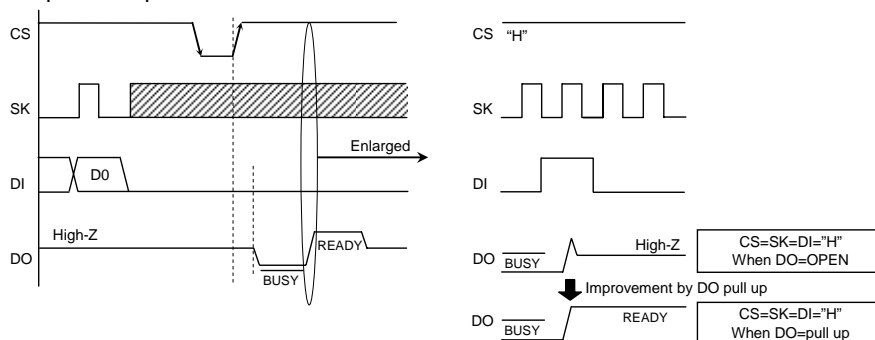 CS
SK
DI
D0
DO
High-Z
BUSY
READY
Enlarged
CS
“H”
SK
DI
DO
BUSY
High-Z
CS=SK=DI=”H”
When DO=OPEN
Improvement by DO pull up
DO
BUSY
READY
CS=SK=DI=”H”
When DO=pull up